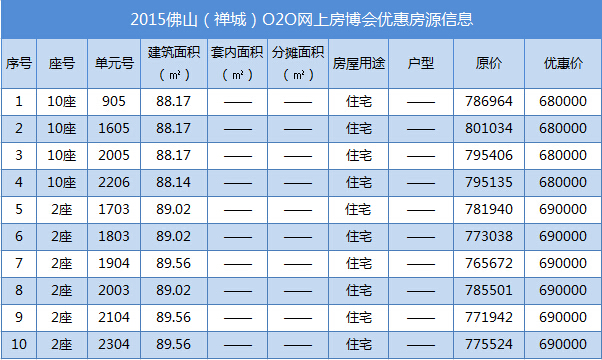 2015佛山（禅城）O2O网上房博会优惠房源信息
序号 座号 单元号 建筑面积（㎡） 套内面积（㎡） 分摊面积（㎡） 房屋用途 户型 原价 优惠价
1 10座 905 88.17 —— —— 住宅 —— 786964 680000
2 10座 1605 88.17 —— —— 住宅 —— 801034 680000
3 10座 2005 88.17 —— —— 住宅 —— 795406 680000
4 10座 2206 88.14 —— —— 住宅 —— 795135 680000
5 2座 1703 89.02 —— —— 住宅 —— 781940 690000
6 2座 1803 89.02 —— —— 住宅 —— 773038 690000
7 2座 1904 89.56 —— —— 住宅 —— 765672 690000
8 2座 2003 89.02 —— —— 住宅 —— 785501 690000
9 2座 2104 89.56 —— —— 住宅 —— 771942 690000
10 2座 2304 89.56 —— —— 住宅 —— 775524 690000